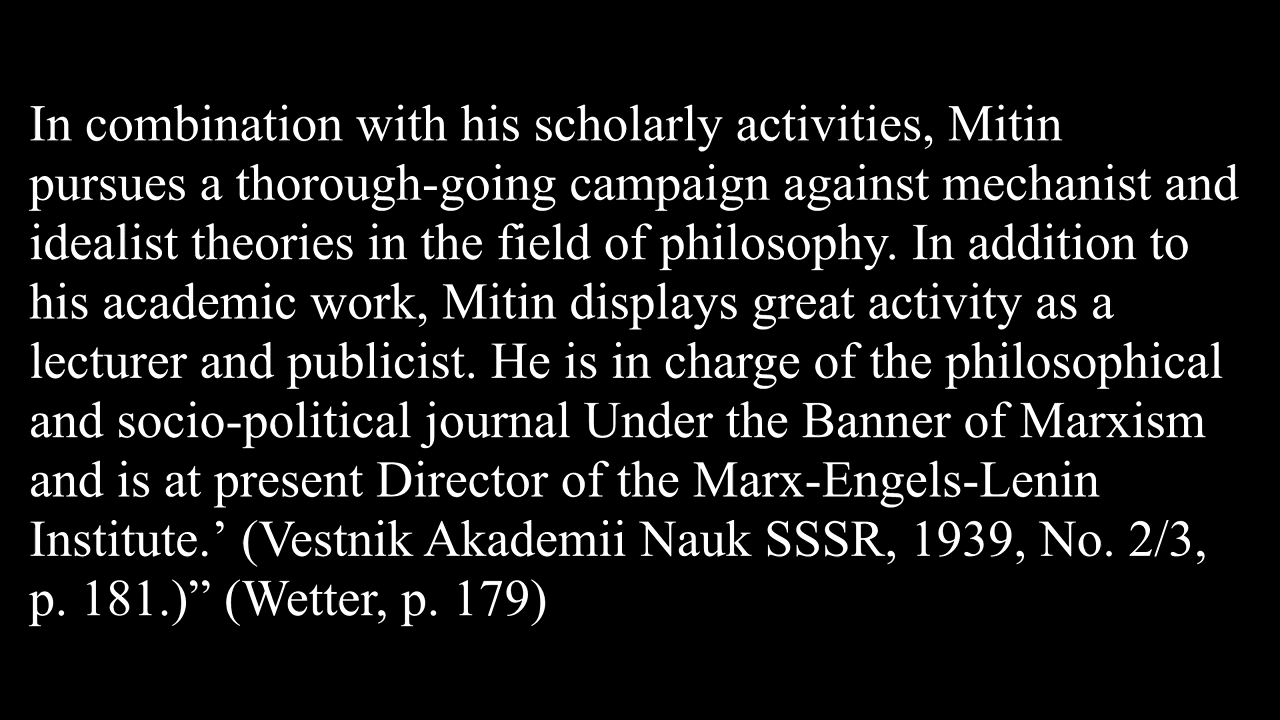 In combination with his scholarly activities, Mitin
pursues a thorough-going campaign against mechanist and
idealist theories in the field of philosophy. In addition to
his academic work, Mitin displays great activity as a
lecturer and publicist. He is in charge of the philosophical
and socio-political journal Under the Banner of Marxism
and is at present Director of the Marx-Engels-Lenin
Institute.’ (Vestnik Akademii Nauk SSSR, 1939, No. 2/3,
p. 181.)” (Wetter, p. 179)